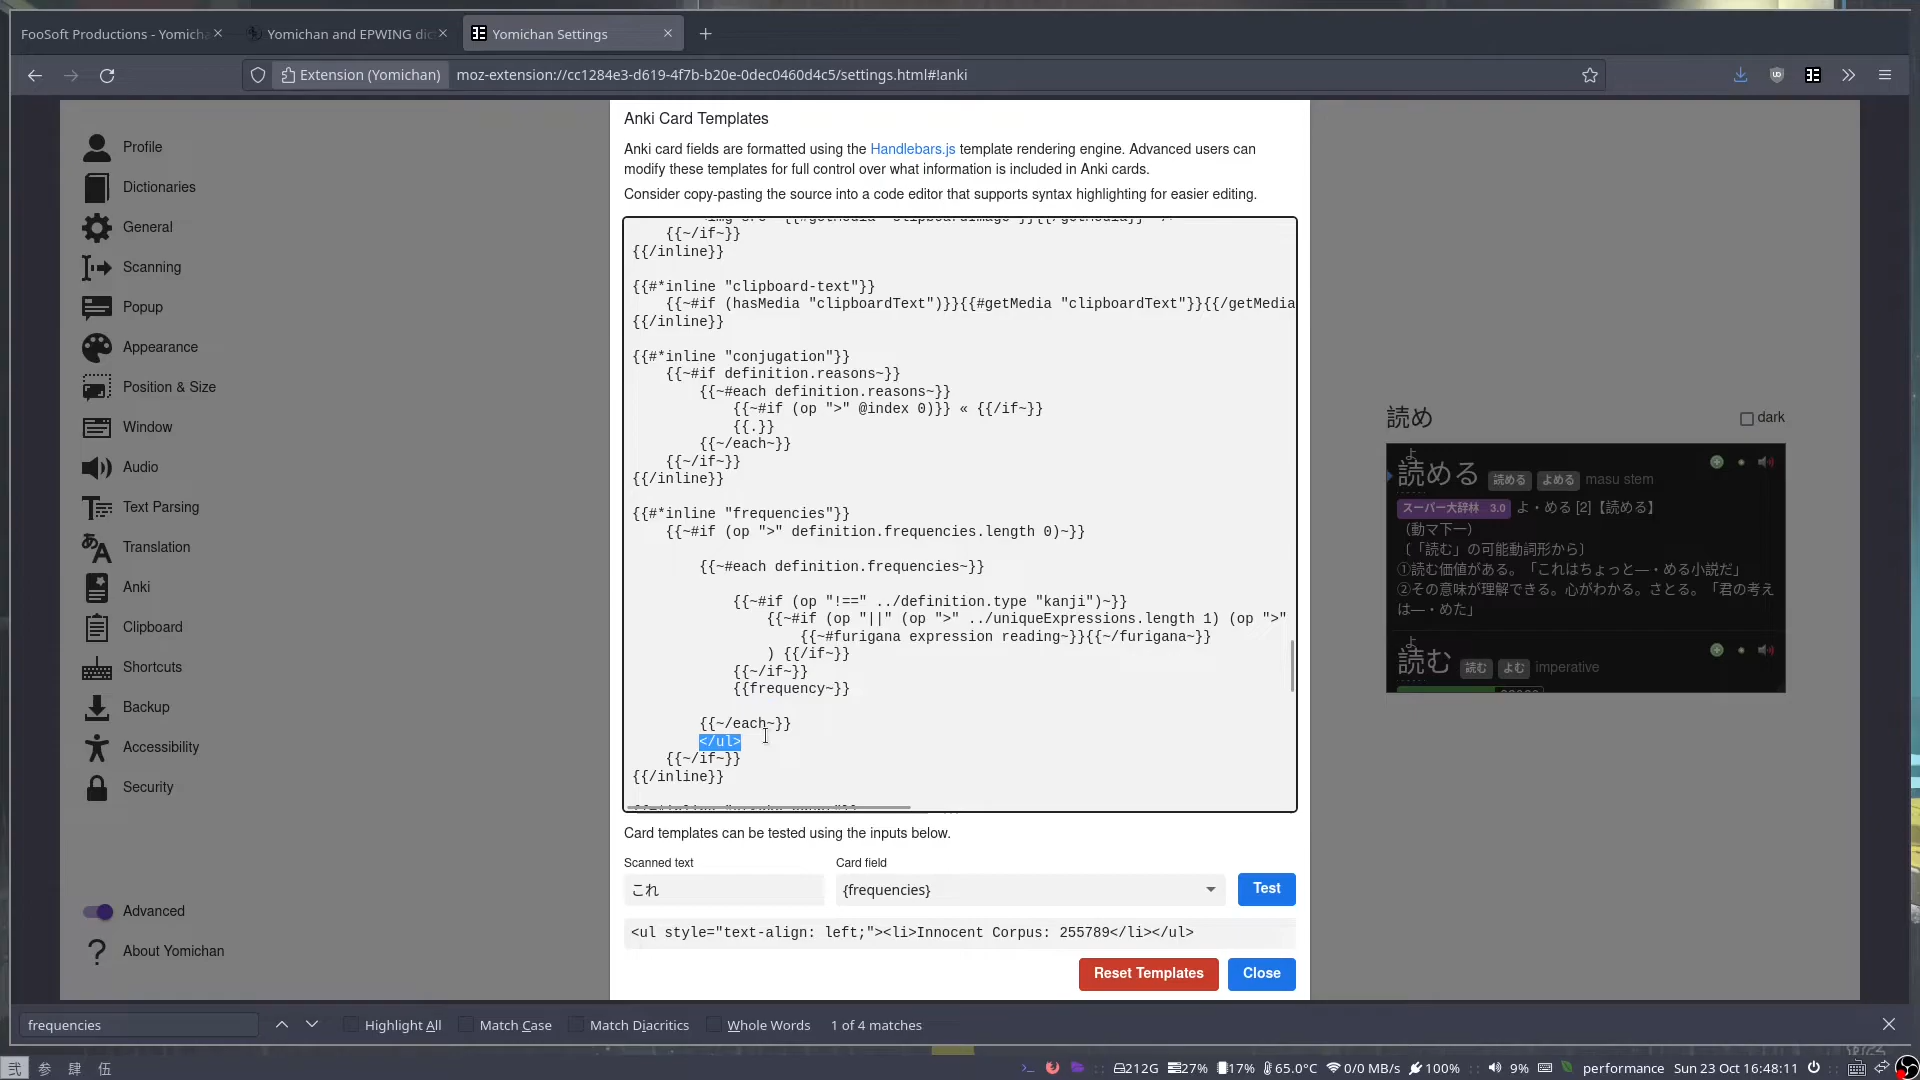 FooSoft Productions - Yomicha
Yomichan and EPWING dic
Yomichan Settings
Extension (Yomichan)
moz-extension://cc1284e3-d619-4f7b-b20e-0dec0460d4c5/settings.html#!anki
Profile
Dictionaries
General
Scanning
Popup
Appearance
Position & Size
Window
Audio
Text Parsing
Translation
Anki
Clipboard
Shortcuts
Backup
Accessibility
Security
Advanced
About Yomichan
Anki Card Templates
Anki card fields are formatted using the Handlebars.js template rendering engine. Advanced users can
modify these templates for full control over what information is included in Anki cards.
Consider copy-pasting the source into a code editor that supports syntax highlighting for easier editing.
{{~/if~}}
{{/inline}}
{{#*inline "clipboard-text"}}
{{~#if (hasMedia "clipboardText")}}{{#getMedia "clipboardText"}}{{/getMedia
{{/inline}}
{{#*inline "conjugation"}}
{{~#if definition.reasons~}}
{{~#each definition.reasons~}}
{{~#if (op ">" @index 0)}} « {{/if~}}
{{.}}
{{~/each~}}
{{~/if~}}
{{/inline}}
{{#*inline "frequencies"}}
{{~#if (op ">" definition.frequencies.length 0)~}}
{{~#each definition.frequencies~}}
{{~#if (op "!==" ../definition.type "kanji")~}}
{{~#if (op "||" (op ">" ../uniqueExpressions.length 1) (op ">"
{{~#furigana expression reading~}}{{~/furigana~}}
) {{/if~}}
{{~/if~}}
{{frequency~}}
{{~/each~}}
</ul>
{{~/if~}}
{{/inline}}
Card templates can be tested using the inputs below.
Scanned text
Card field
これ
{frequencies}
Test
<ul style="text-align: left;"><li>Innocent Corpus: 255789</li></ul>
Reset Templates
Close
読め
dark
よ
読める 読める よめる masu stem
スーパー大辞林 3.0 よ・める [2]【読める】
（動マ下一）
〔「読む」の可能動詞形から〕
①読む価値がある。「これはちょっと―・める小説だ」
②その意味が理解できる。心がわかる。さとる。「君の考え
は―・めた」
よ
読む 読む よむ imperative
frequencies
Highlight All
Match Case
Match Diacritics
Whole Words
1 of 4 matches
弐 参 肆 伍
212G 27% 17% 65.0°C 0/0 MB/s 100% 9% performance Sun 23 Oct 16:48:11